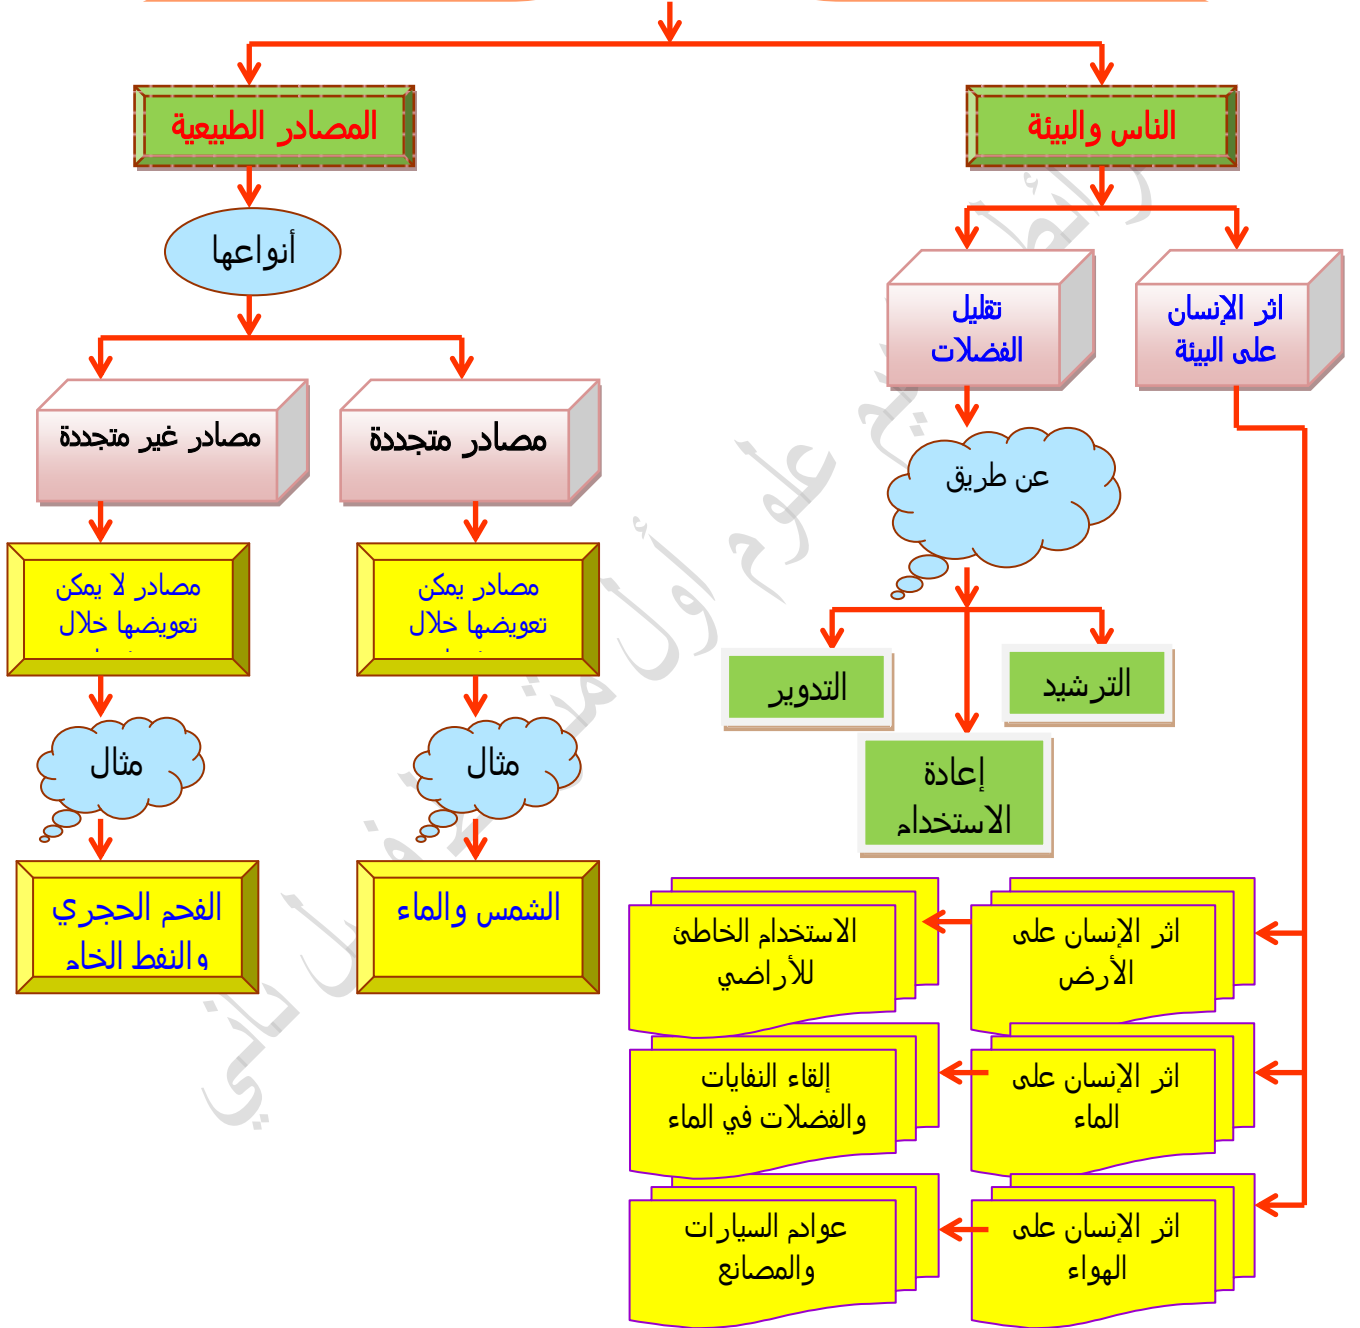 الناس والبيئة
المصادر الطبيعية
أنواعها
اثر الإنسان
على البيئة
تقليل
الفضلات
مصادر متجددة
مصادر غير متجددة
عن طريق
مصادر يمكن
تعويضها خلال
مصادر لا يمكن
تعويضها خلال
الترشيد
التدوير
إعادة
الاستخدام
مثال
مثال
الشمس والماء
الفحم الحجري
والنفط الخام
اثر الإنسان على
الأرض
الاستخدام الخاطئ
للأراضي
اثر الإنسان على
الماء
إلقاء النفايات
والفضلات في الماء
اثر الإنسان على
الهواء
عوادم السيارات
والمصانع
علوم أول